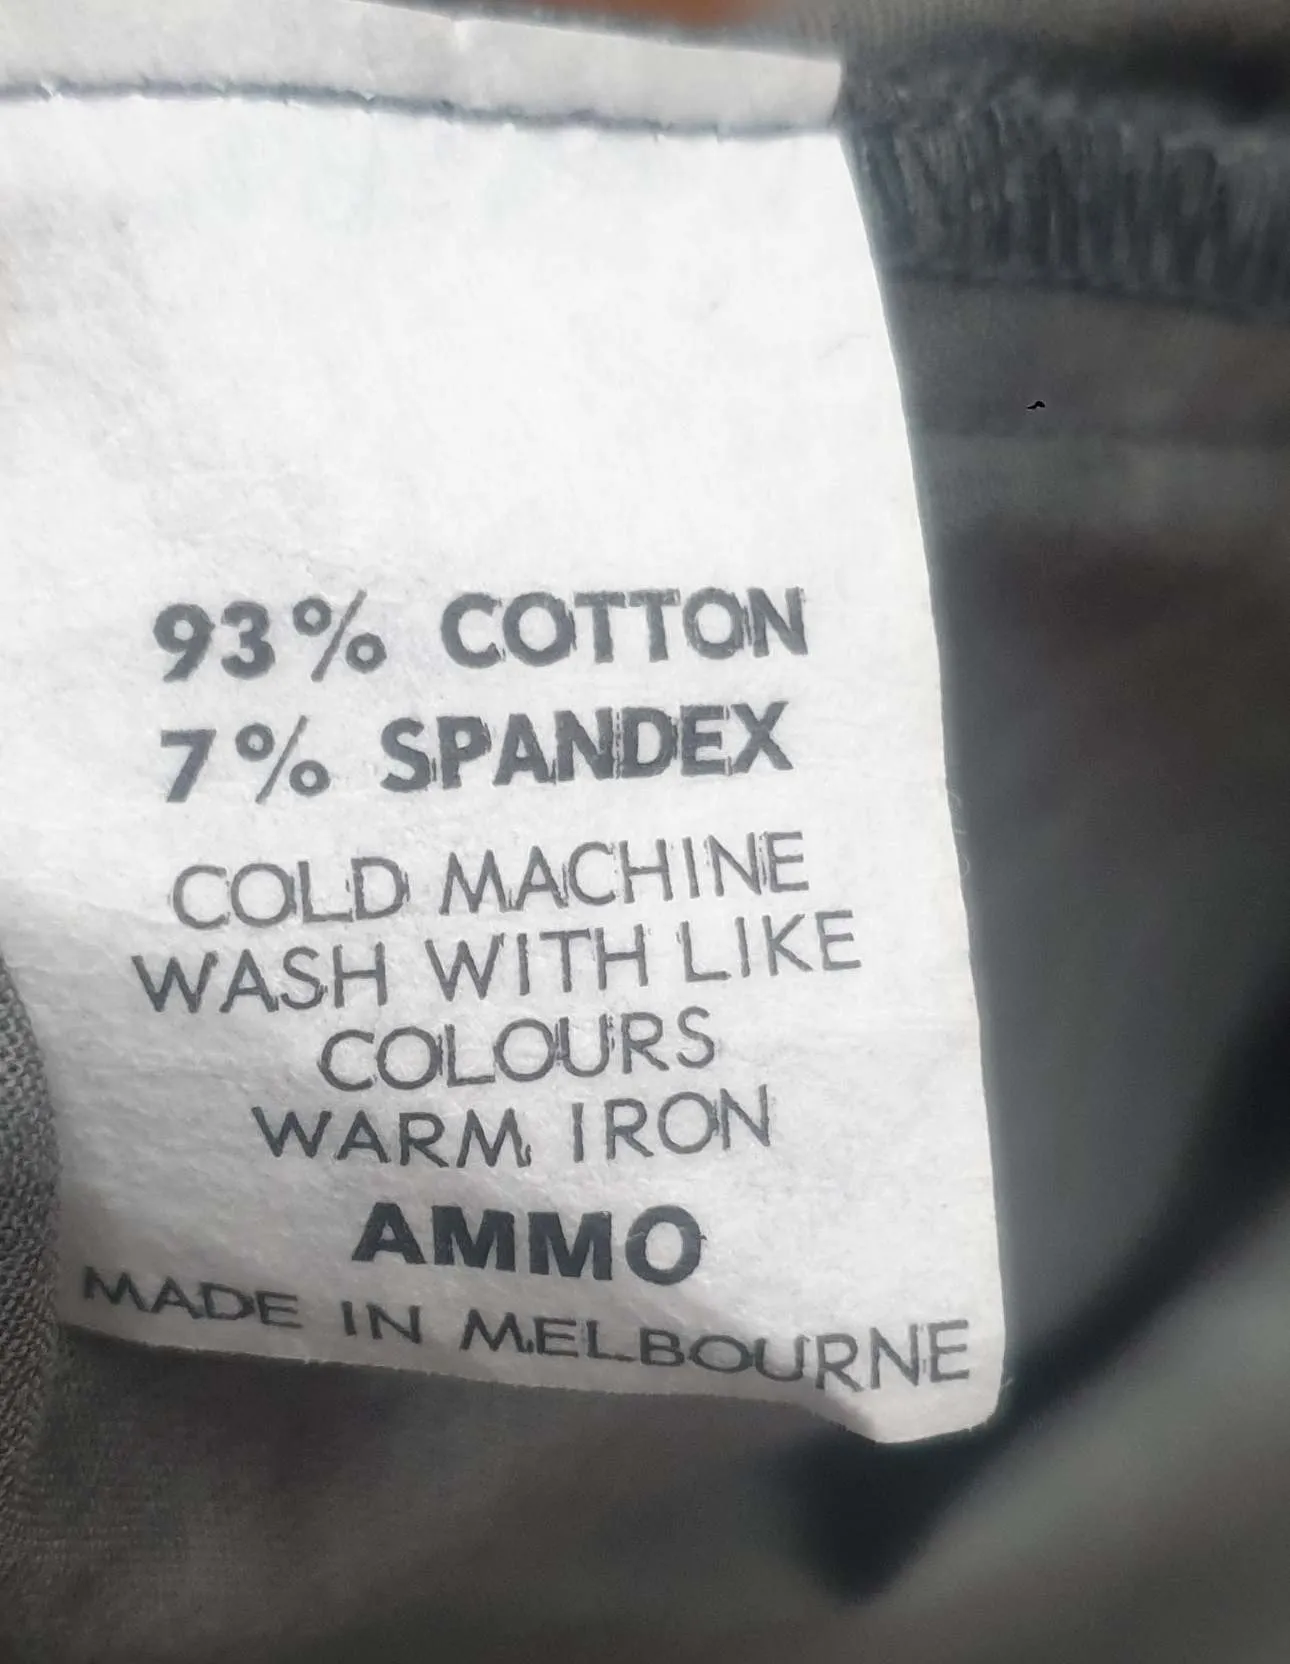 93% COTTON
7% SPANDEX
COLD MACHINE
WASH WITH LIKE
COLOURS
WARM IRON
AMMO
MADE IN MELBOURNE